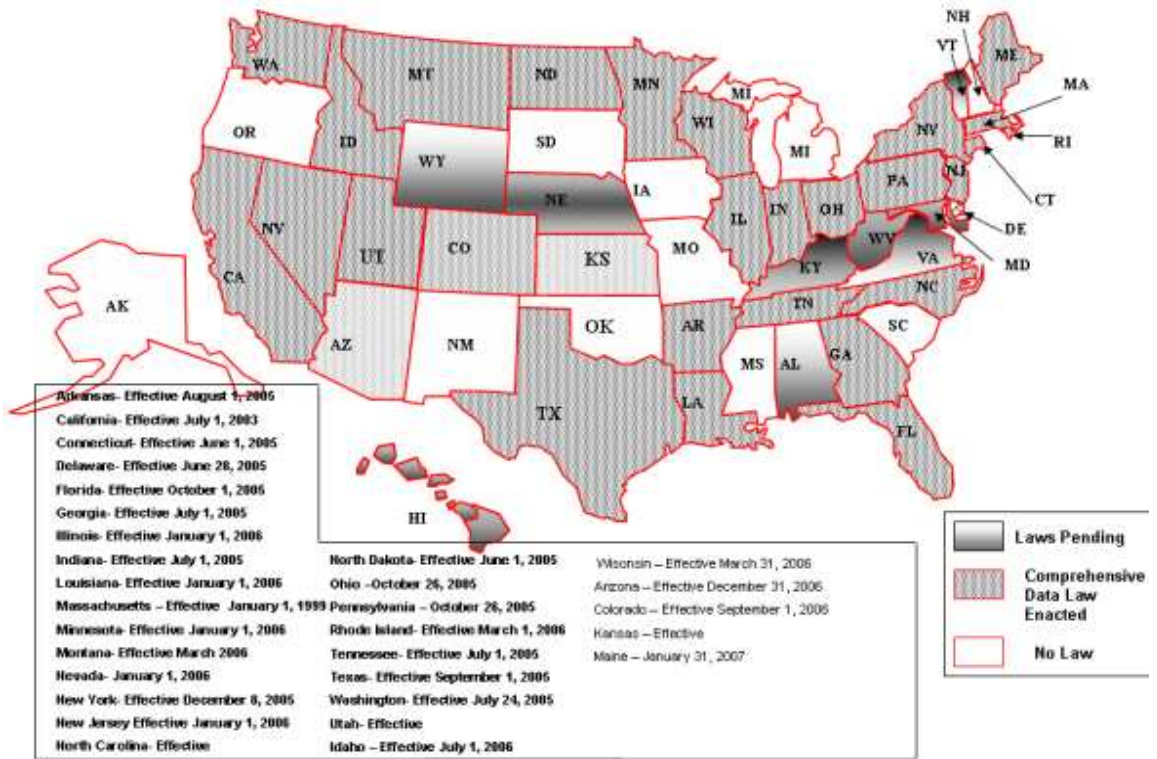 NH
VT
ME
WA
MT
ND
MN
MI
MA
OR
ID
SD
WI
NV
RI
WY
MI
IA
PA
NJ
CT
NE
IL
IN
OH
DE
NV
UT
CO
KS
MO
WV
VA
MD
CA
KY
NC
TN
AK
AZ
NM
OK
AR
SC
MS
AL
GA
TX
LA
FL
HI
Arkansas- Effective August 1, 2005
California- Effective July 1, 2003
Connecticut- Effective June 1, 2005
Delaware- Effective June 28, 2005
Florida- Effective October 1, 2005
Georgia- Effective July 1, 2005
Illinois- Effective January 1, 2006
Indiana- Effective July 1, 2005
Louisiana- Effective January 1, 2006
Massachusetts – Effective January 1, 1999
Minnesota- Effective January 1, 2006
Montana- Effective March 2006
Nevada- January 1, 2006
New York- Effective December 8, 2005
New Jersey Effective January 1, 2006
North Carolina- Effective
North Dakota- Effective June 1, 2005
Ohio –October 26, 2005
Pennsylvania – October 26, 2005
Rhode Island- Effective March 1, 2006
Tennessee- Effective July 1, 2005
Texas- Effective September 1, 2005
Washington- Effective July 24, 2005
Utah- Effective
Idaho – Effective July 1, 2006
Wisconsin – Effective March 31, 2006
Arizona – Effective December 31, 2006
Colorado – Effective September 1, 2006
Kansas – Effective
Maine – January 31, 2007
Laws Pending
Comprehensive
Data Law
Enacted
No Law